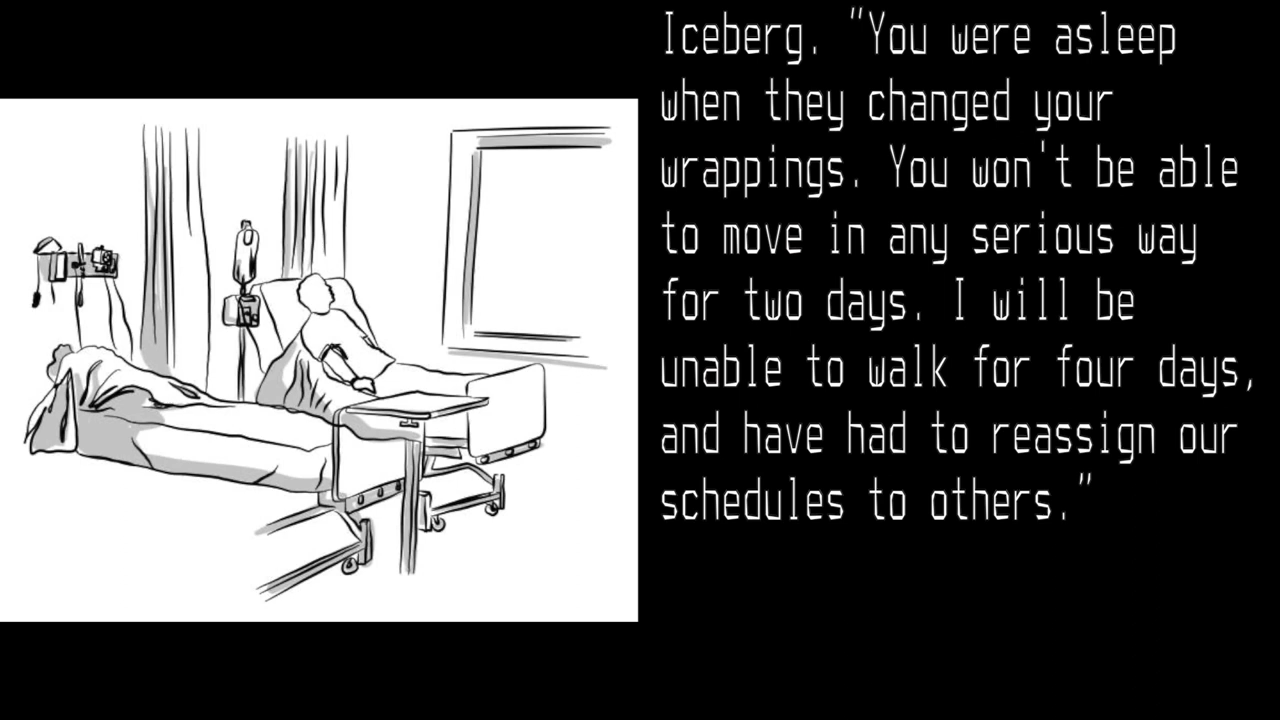 Iceberg. "You were asleep
when they changed your
wrappings. You won't be able
to move in any serious way
for two days. I will be
unable to walk for four days,
and have had to reassign our
schedules to others."